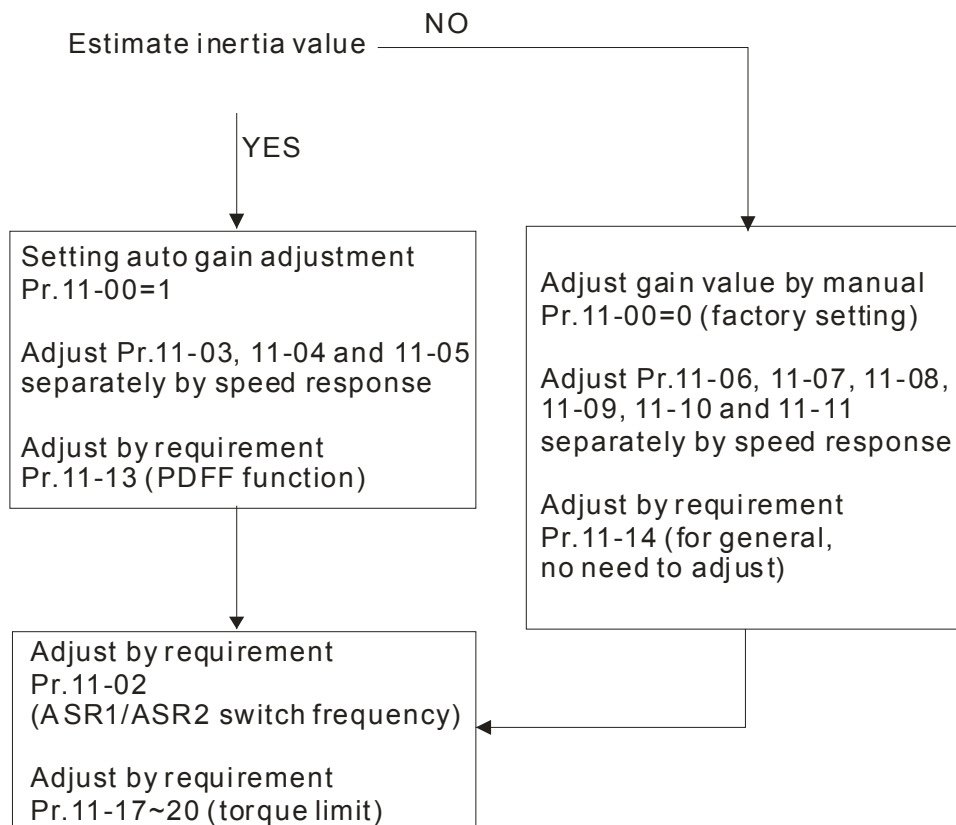 Estimate inertia value
NO
YES
Setting auto gain adjustment
Pr.11-00=1
Adjust Pr.11-03, 11-04 and 11-05
separately by speed response
Adjust by requirement
Pr.11-13 (PDFF function)
Adjust gain value by manual
Pr.11-00=0 (factory setting)
Adjust Pr.11-06, 11-07, 11-08,
11-09, 11-10 and 11-11
separately by speed response
Adjust by requirement
Pr.11-14 (for general,
no need to adjust)
Adjust by requirement
Pr.11-02
(ASR1/ASR2 switch frequency)
Adjust by requirement
Pr.11-17~20 (torque limit)